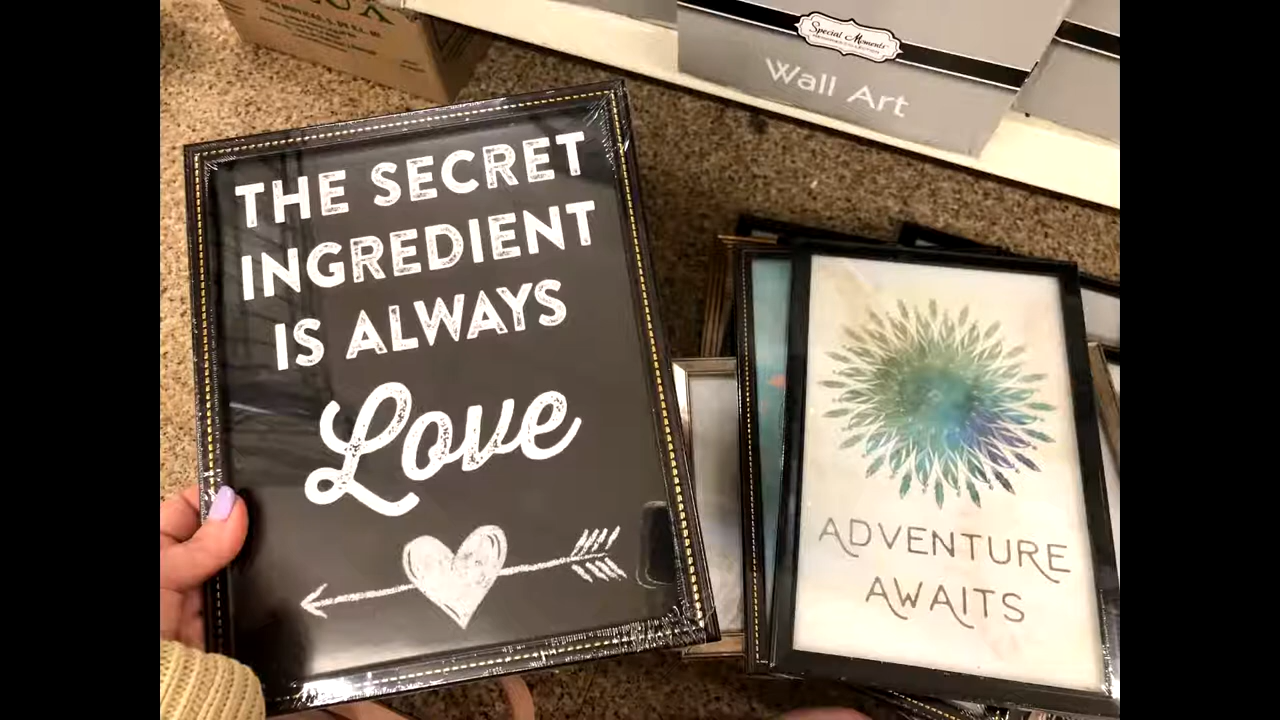 THE SECRET
INGREDIENT
IS ALWAYS
Love
Special Moments
Wall Art
ADVENTURE
AWAITS